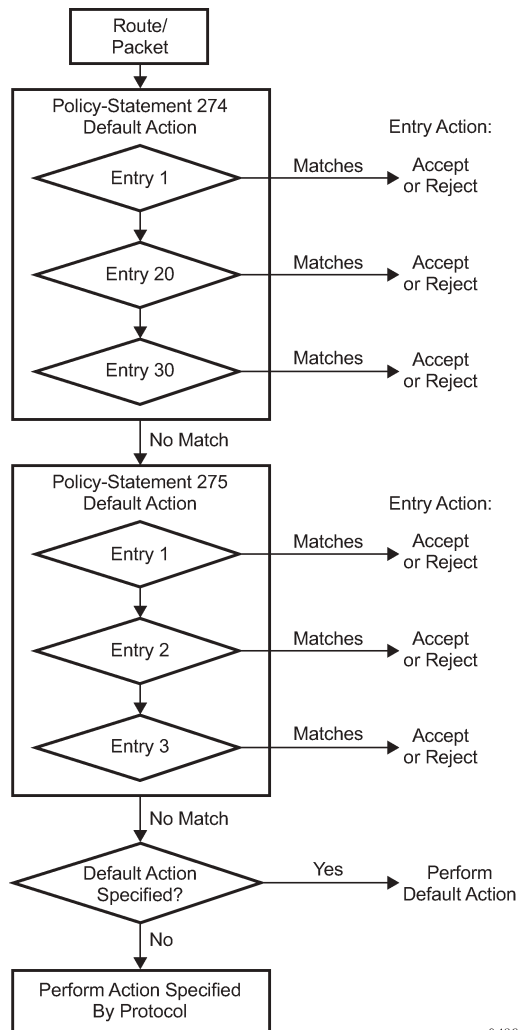 Route/
Packet
Policy-Statement 274
Default Action
Entry Action:
Entry 1
Matches
Accept
or Reject
Entry 20
Matches
Accept
or Reject
Entry 30
Matches
Accept
or Reject
No Match
Policy-Statement 275
Default Action
Entry Action:
Entry 1
Matches
Accept
or Reject
Entry 2
Matches
Accept
or Reject
Entry 3
Matches
Accept
or Reject
No Match
Default Action
Specified?
Yes
Perform
Default Action
No
Perform Action Specified
By Protocol